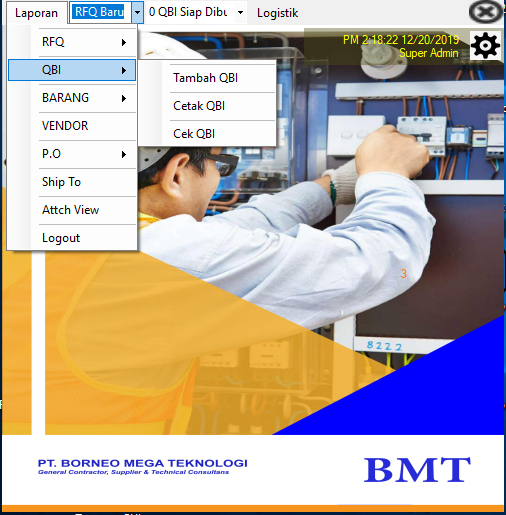 Laporan
RFQ Baru
0 QBI Siap Dibu
Logistik
PM 2:18:22 12/20/2019
Super Admin
RFQ
QBI
Tambah QBI
BARANG
Cetak QBI
VENDOR
Cek QBI
P.O
Ship To
Attch View
Logout
3
8222
PT. BORNEO MEGA TEKNOLOGI
General Contractor, Supplier & Technical Consultans
BMT